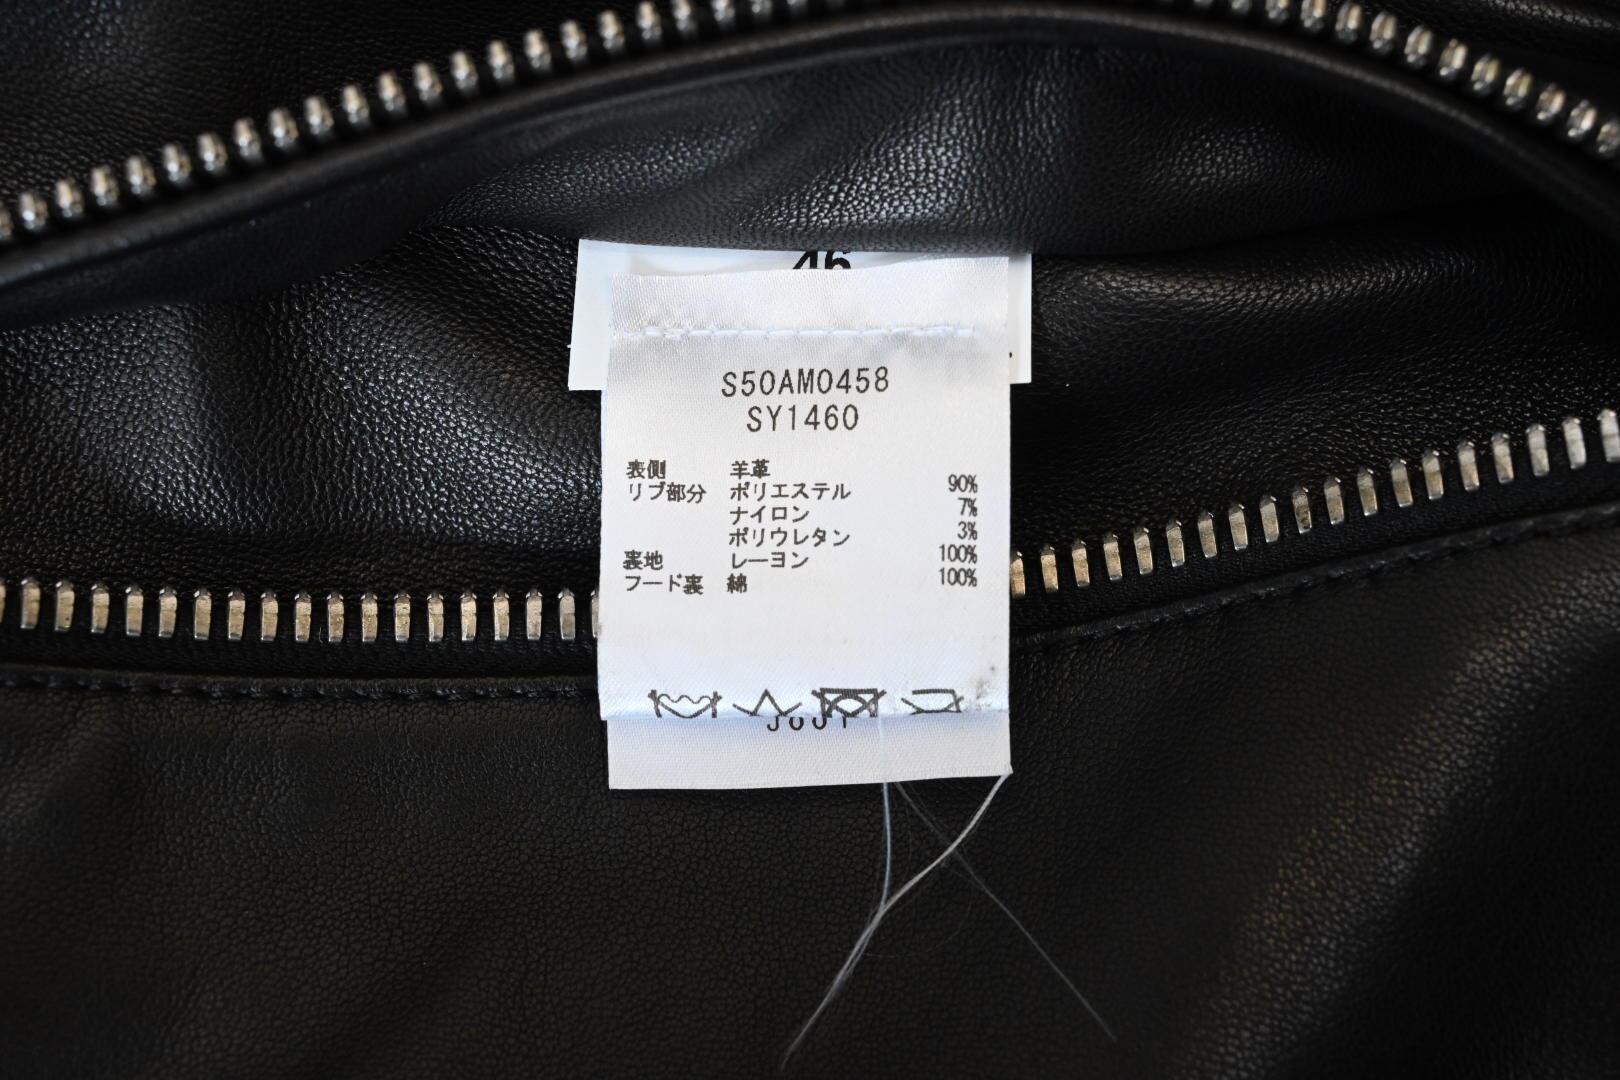 46
S50AM0458
SY1460
表側 羊革
リブ部分 ポリエステル 90%
ナイロン 7%
ポリウレタン 3%
裏地 レーヨン 100%
フード裏 綿 100%